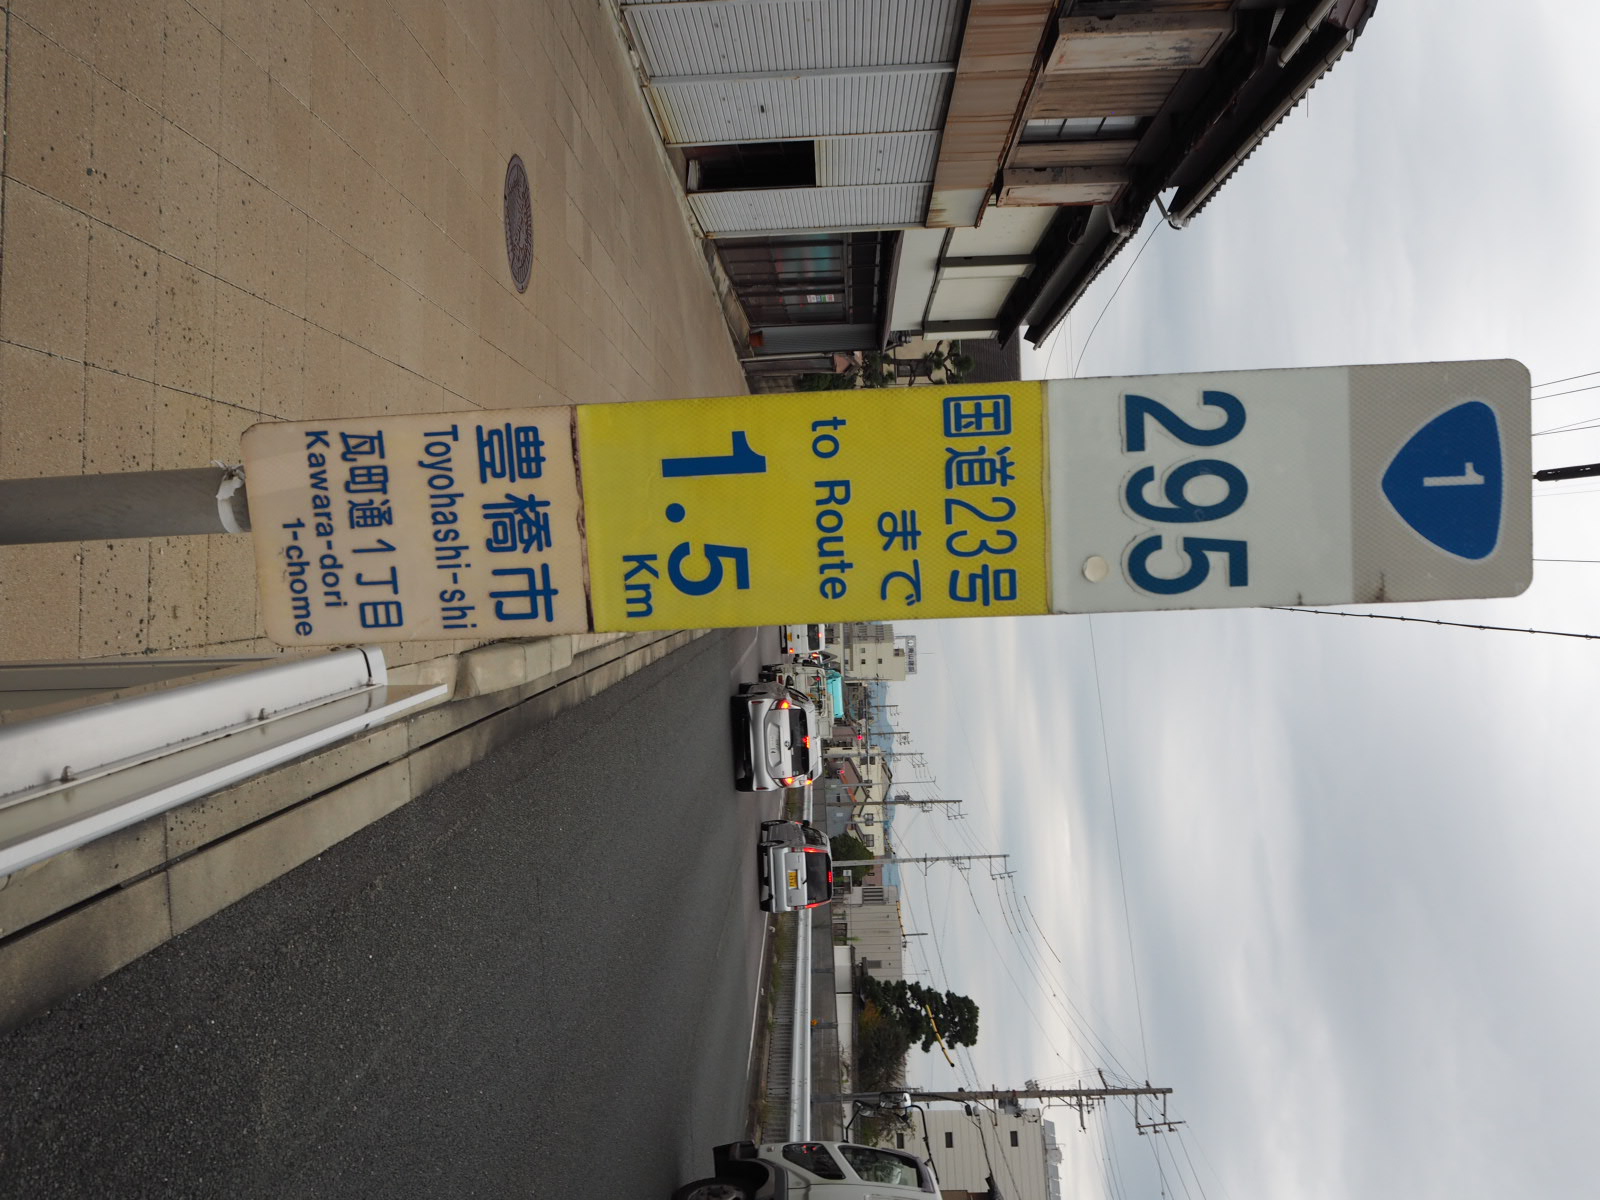 1
295
国道23号
まで
to Route
1.5
Km
豊橋市
Toyohashi-shi
瓦町通1丁目
Kawara-dori
1-chome